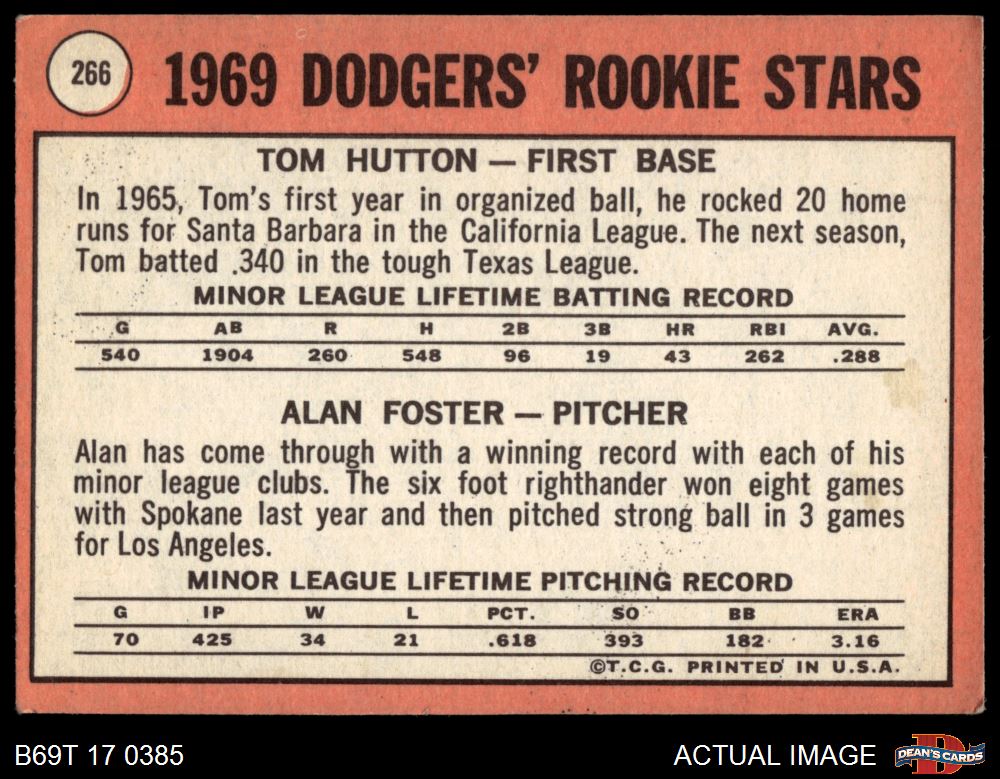 266
1969 DODGERS' ROOKIE STARS
TOM HUTTON — FIRST BASE
In 1965, Tom's first year in organized ball, he rocked 20 home
runs for Santa Barbara in the California League. The next season,
Tom batted .340 in the tough Texas League.
MINOR LEAGUE LIFETIME BATTING RECORD
G AB R H 2B 3B HR RBI AVG.
540 1904 260 548 96 19 43 262 .288
ALAN FOSTER — PITCHER
Alan has come through with a winning record with each of his
minor league clubs. The six foot righthander won eight games
with Spokane last year and then pitched strong ball in 3 games
for Los Angeles.
MINOR LEAGUE LIFETIME PITCHING RECORD
G IP W L PCT. SO BB ERA
70 425 34 21 .618 393 182 3.16
©T.C.G. PRINTED IN U.S.A.
B69T 17 0385
ACTUAL IMAGE
D
DEAN'S CARDS